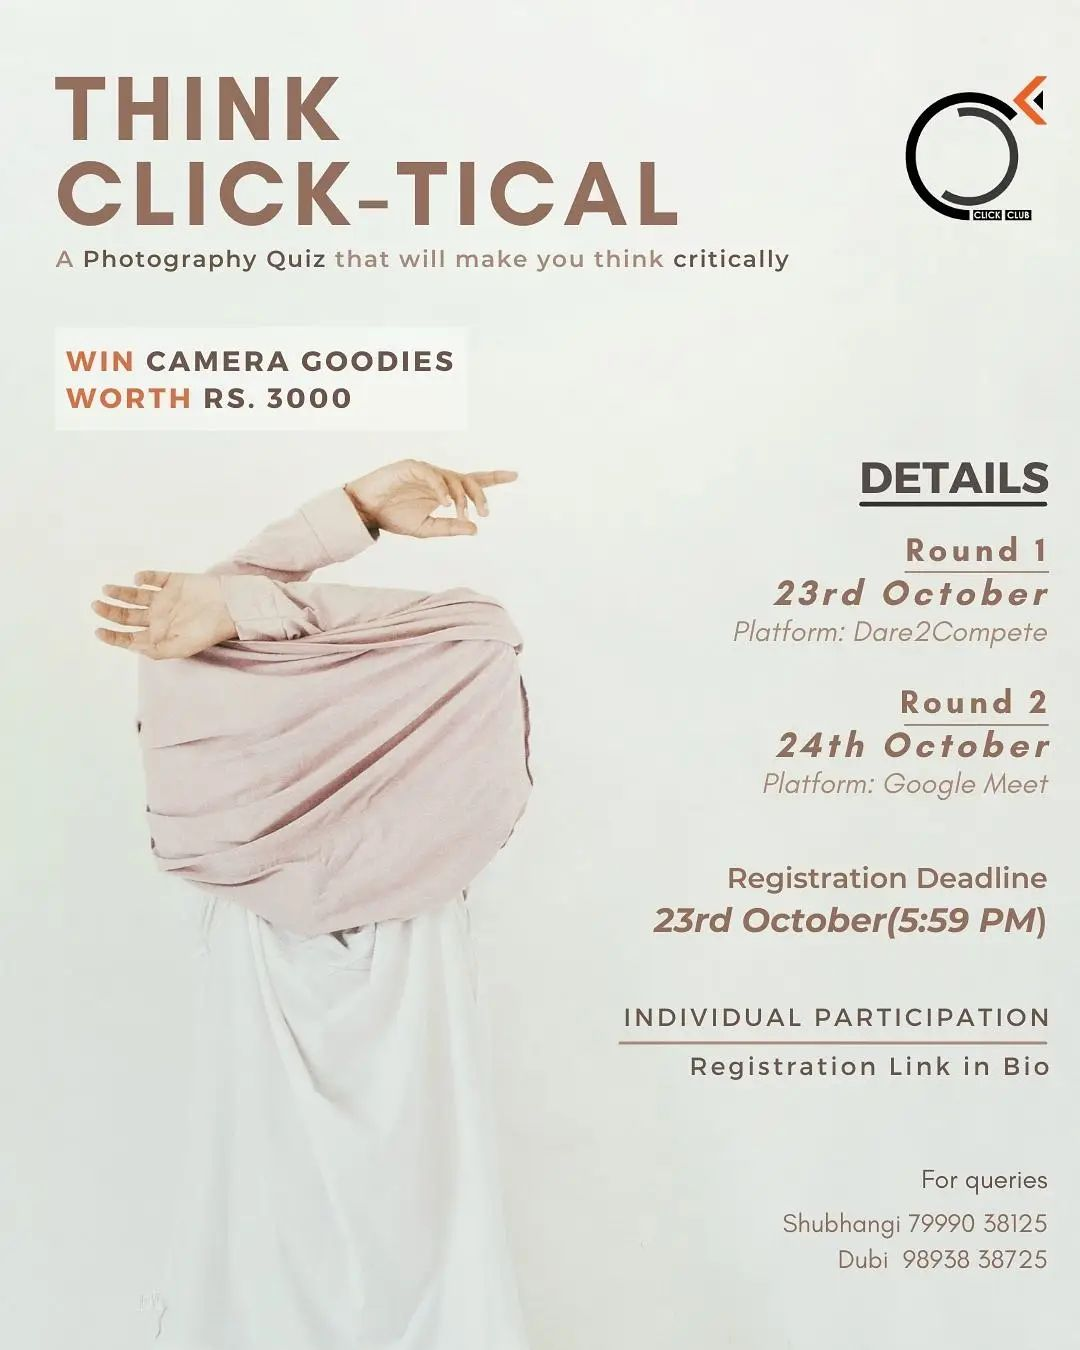 THINK
CLICK-TICAL
A Photography Quiz that will make you think critically
CLICK CLUB
WIN CAMERA GOODIES
WORTH RS. 3000
DETAILS
Round 1
23rd October
Platform: Dare2Compete
Round 2
24th October
Platform: Google Meet
Registration Deadline
23rd October(5:59 PM)
INDIVIDUAL PARTICIPATION
Registration Link in Bio
For queries
Shubhangi 79990 38125
Dubi 98938 38725